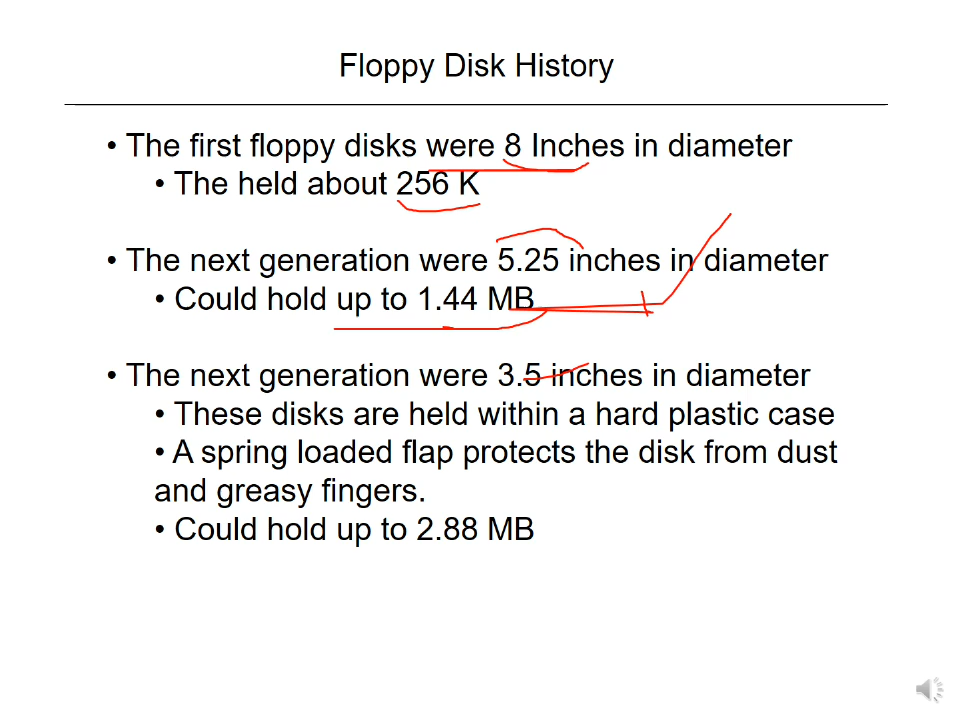 Floppy Disk History
• The first floppy disks were 8 Inches in diameter
• The held about 256 K
• The next generation were 5.25 inches in diameter
• Could hold up to 1.44 MB
• The next generation were 3.5 inches in diameter
• These disks are held within a hard plastic case
• A spring loaded flap protects the disk from dust
and greasy fingers.
• Could hold up to 2.88 MB